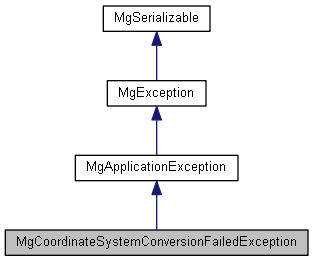 MgSerializable
MgException
MgApplicationException
MgCoordinateSystemConversionFailedException